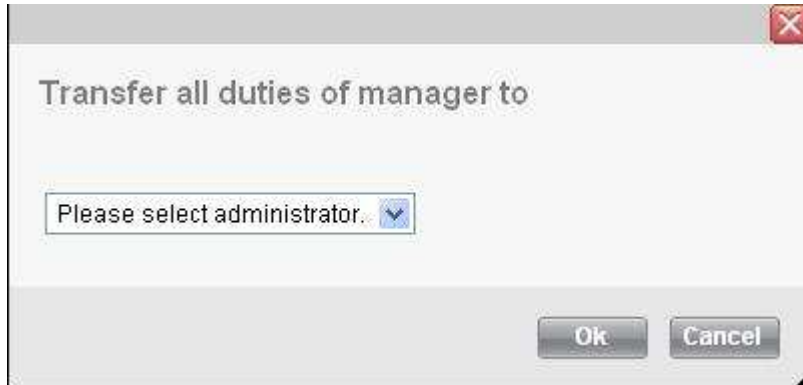 Transfer all duties of manager to
Please select administrator.
Ok
Cancel